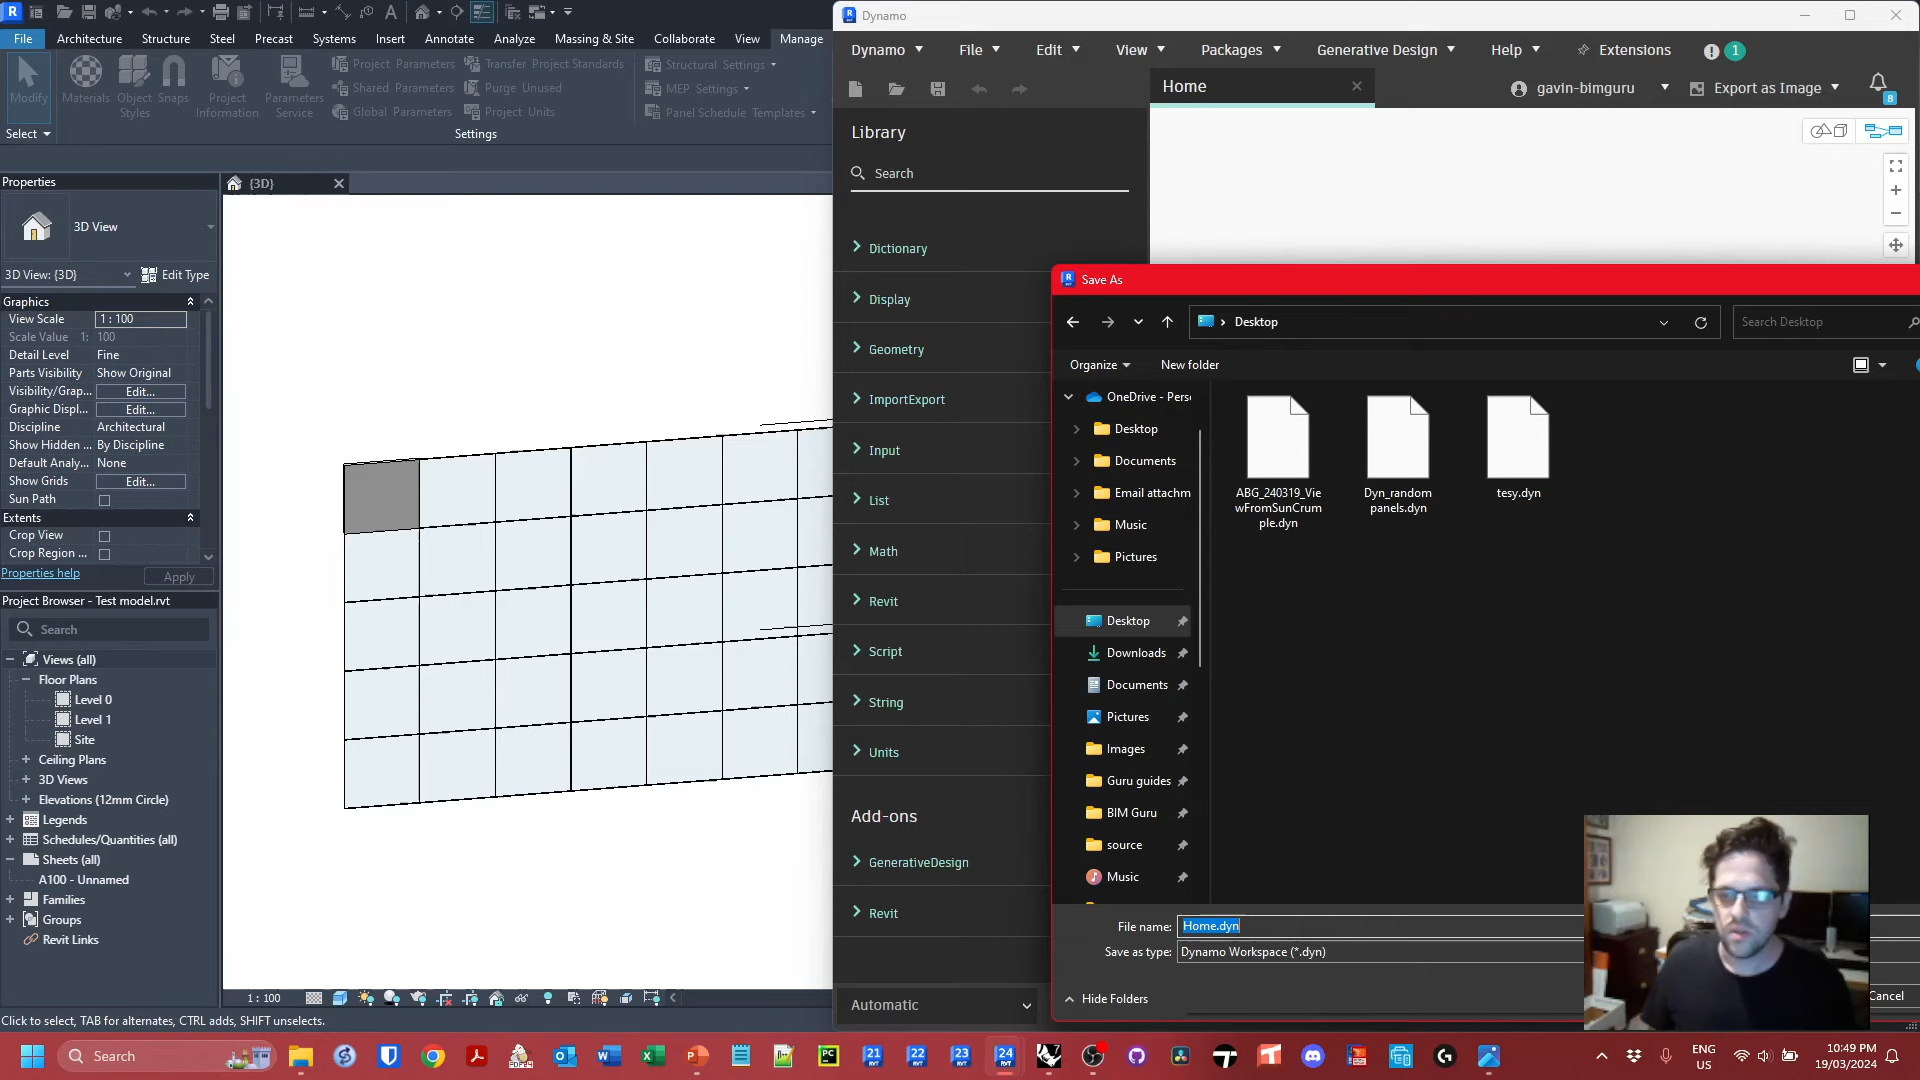 Dynamo
File Architecture Structure Steel Precast Systems Insert Annotate Analyze Massing & Site Collaborate View Manage
Dynamo File Edit View Packages Generative Design Help Extensions 1
Modify Materials Object Styles Snaps Project Information Parameters Service
Project Parameters Transfer Project Standards Structural Settings
Shared Parameters Purge Unused MEP Settings
Global Parameters Project Units Panel Schedule Templates
Select Settings
Home gavin-bimguru Export as Image 8
Properties {3D}
3D View
3D View: {3D} Edit Type
Graphics
View Scale 1 : 100
Scale Value 1: 100
Detail Level Fine
Parts Visibility Show Original
Visibility/Grap... Edit...
Graphic Displ... Edit...
Discipline Architectural
Show Hidden By Discipline
Default Analy... None
Show Grids Edit...
Sun Path
Extents
Crop View
Crop Region ...
Properties help Apply
Project Browser - Test model.rvt
Search
Views (all)
Floor Plans
Level 0
Level 1
Site
Ceiling Plans
3D Views
Elevations (12mm Circle)
Legends
Schedules/Quantities (all)
Sheets (all)
A100 - Unnamed
Families
Groups
Revit Links
Library
Search
Dictionary
Display
Geometry
ImportExport
Input
List
Math
Revit
Script
String
Units
Add-ons
GenerativeDesign
Revit
Automatic
Save As
Desktop Search Desktop
Organize New folder
OneDrive - Pers
Desktop
Documents
Email attachm
Music
Pictures
Desktop
Downloads
Documents
Pictures
Images
Guru guides
BIM Guru
source
Music
ABG_240319_Vie
wFromSunCrum
ple.dyn
Dyn_random
panels.dyn
tesy.dyn
File name: Home.dyn
Save as type: Dynamo Workspace (*.dyn)
Hide Folders Cancel
1 : 100
Click to select, TAB for alternates, CTRL adds, SHIFT unselects.
Search
21 22 23 24
RVT RVT RVT RVT
ENG
US
10:49 PM
19/03/2024